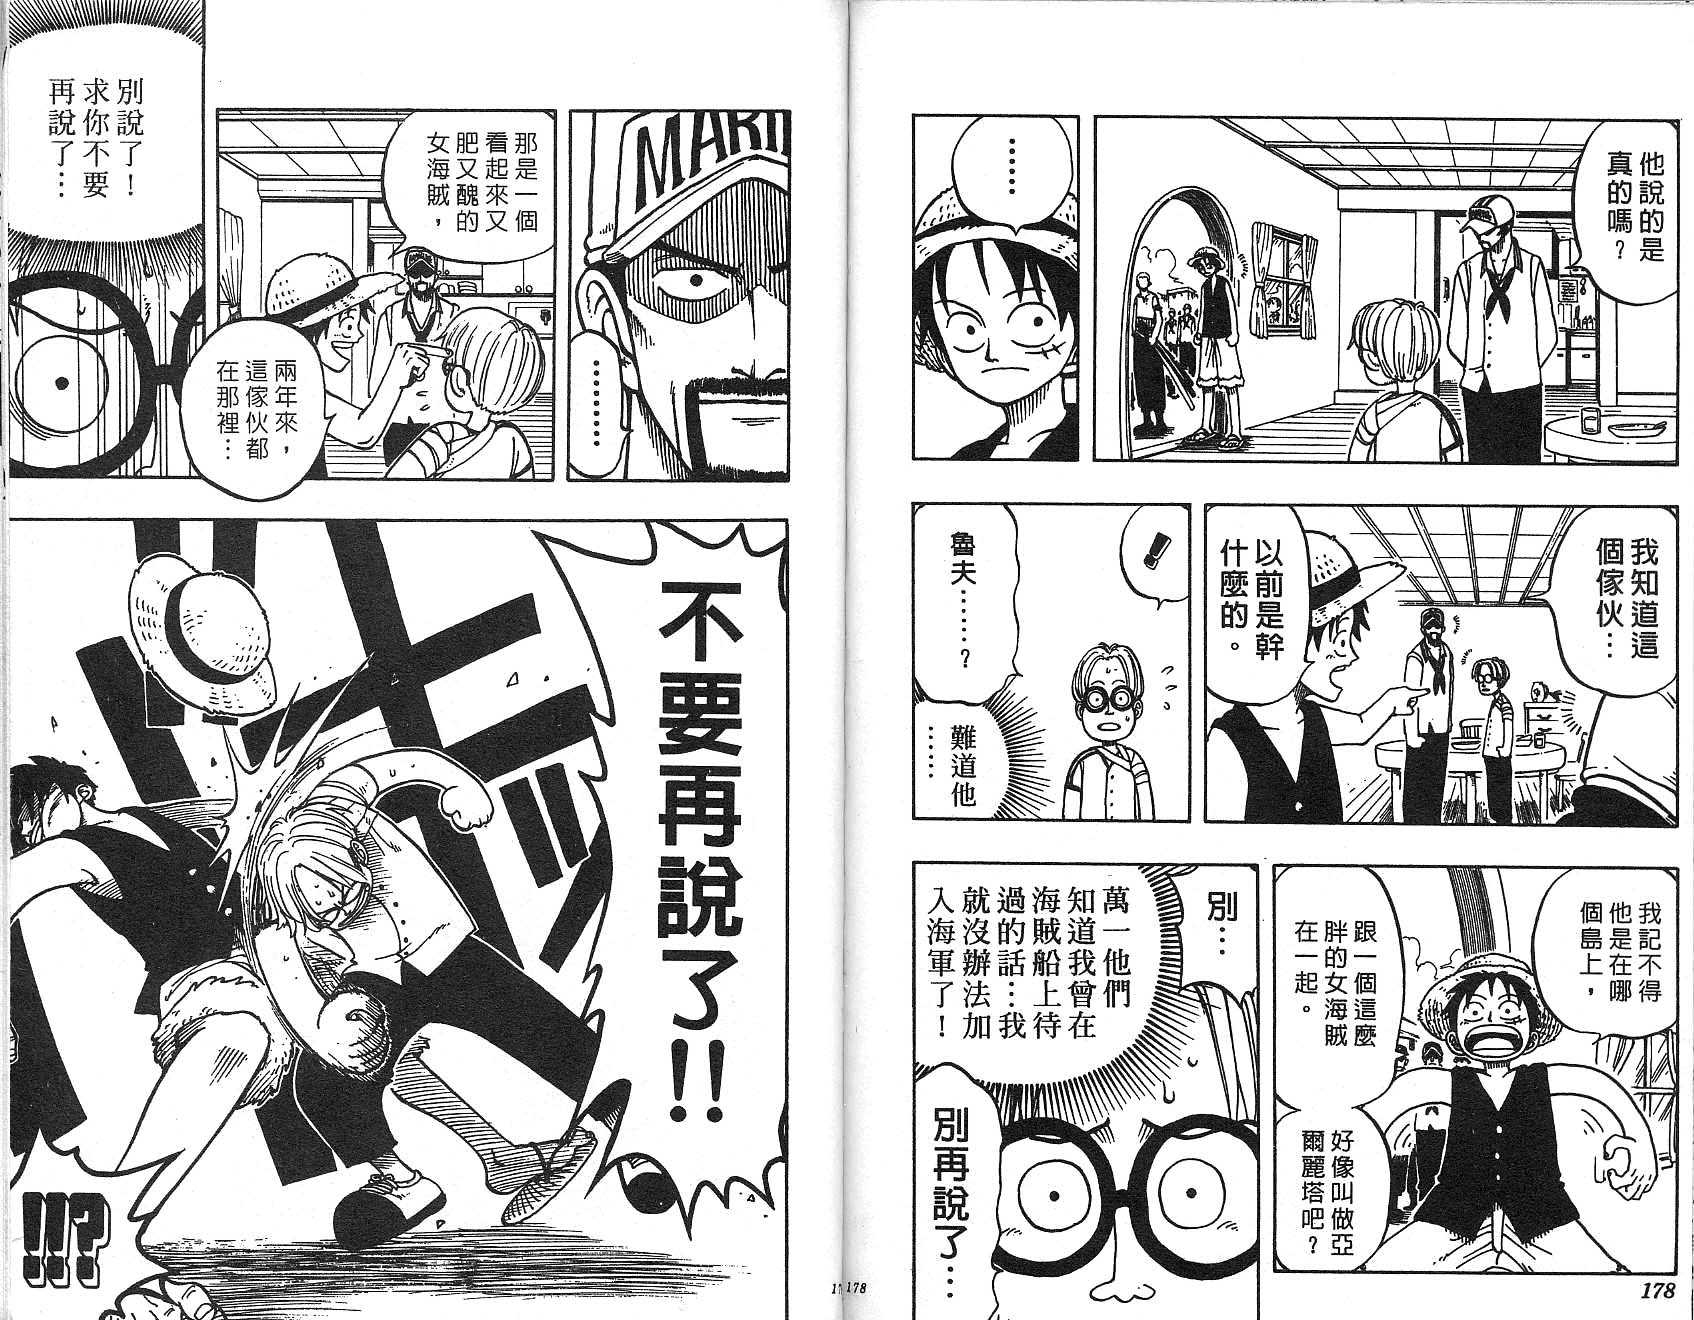 他說的是
真的嗎？
……
我知道這
個傢伙…
以前是幹
什麼的。
！
魯夫……？
難道他
……
我記不得
他是在哪
個島上，
跟一個這麼
胖的女海賊
在一起。
好像叫做亞
爾麗塔吧？
別…
萬一他們
知道我曾在
海賊船上待
過的話…我
就沒辦法加
入海軍了！
別再說了…
178
MARI
………
那是一個
看起來又
肥又醜的
女海賊，
兩年來，
這傢伙都
在那裡…
別說了！
求你不要
再說了…
不要再說了!!
!!?
178